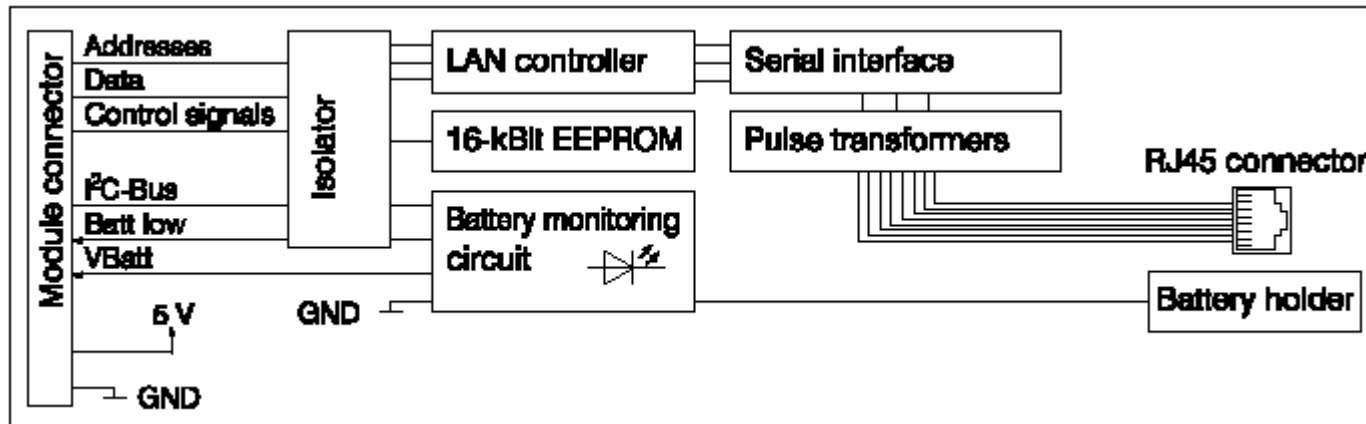 Module connector
Addresses
Data
Control signals
I²C-Bus
Batt low
VBatt
5 V
GND
Isolator
LAN controller
16-kBit EEPROM
Battery monitoring
circuit
GND
Serial interface
Pulse transformers
RJ45 connector
Battery holder